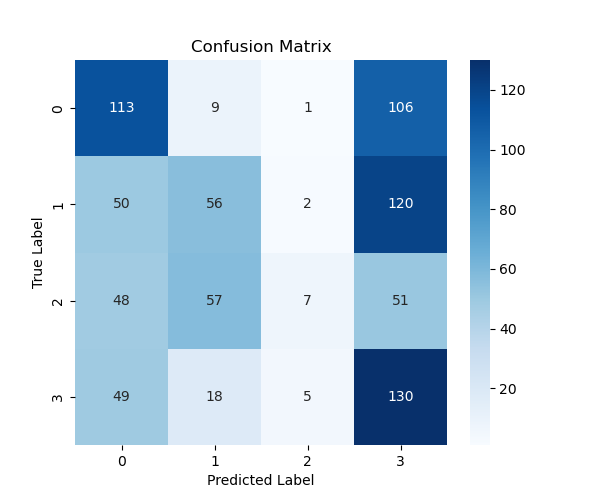 Confusion Matrix
0 113 9 1 106
1 50 56 2 120
2 48 57 7 51
3 49 18 5 130
0 1 2 3
True Label
Predicted Label
120
100
80
60
40
20